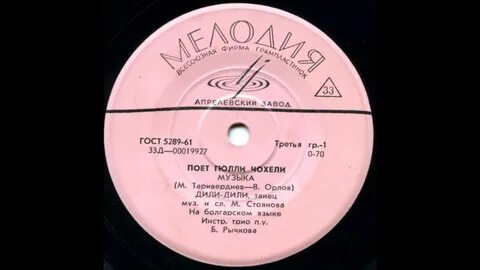 МЕЛОДИЯ
ВСЕСОЮЗНАЯ ФИРМА ГРАМПЛАСТИНОК
33
АПРЕЛЕВСКИЙ ЗАВОД
ГОСТ 5289-61
Третья гр.-1
33Д—00019927
0-70
ПОЕТ ГЮЛЛИ ЧОХЕЛИ
МУЗЫКА
(М. Таривердиев—В. Орлов)
ДИЛИ-ДИЛИ, танец
муз. и сл. М. Стоянова
На болгарском языке
Инстр. трио п.у.
Б. Рычкова